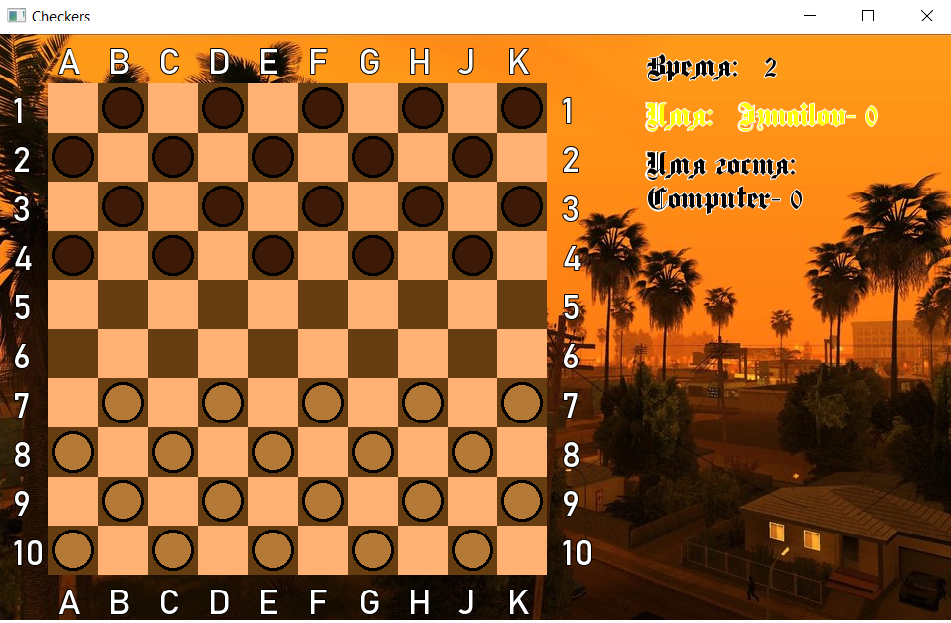 Checkers
A B C D E F G H J K
1 1
2 2
3 3
4 4
5 5
6 6
7 7
8 8
9 9
10 10
A B C D E F G H J K
Время: 2
Имя: Izmailov- 0
Имя гостя:
Computer- 0